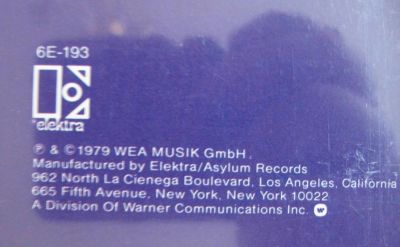 6E-193
elektra
℗ & © 1979 WEA MUSIK GmbH.
Manufactured by Elektra/Asylum Records
962 North La Cienega Boulevard, Los Angeles, California
665 Fifth Avenue, New York, New York 10022
A Division Of Warner Communications Inc.